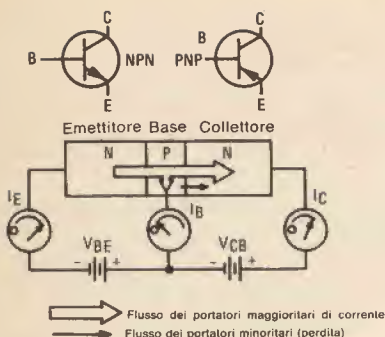 C
B
NPN
E
C
B
PNP
E
Emettitore Base Collettore
N P N
IE
IB
IC
VBE
VCB
- +
- +
Flusso dei portatori maggioritari di corrente
Flusso dei portatori minoritari (perdita)